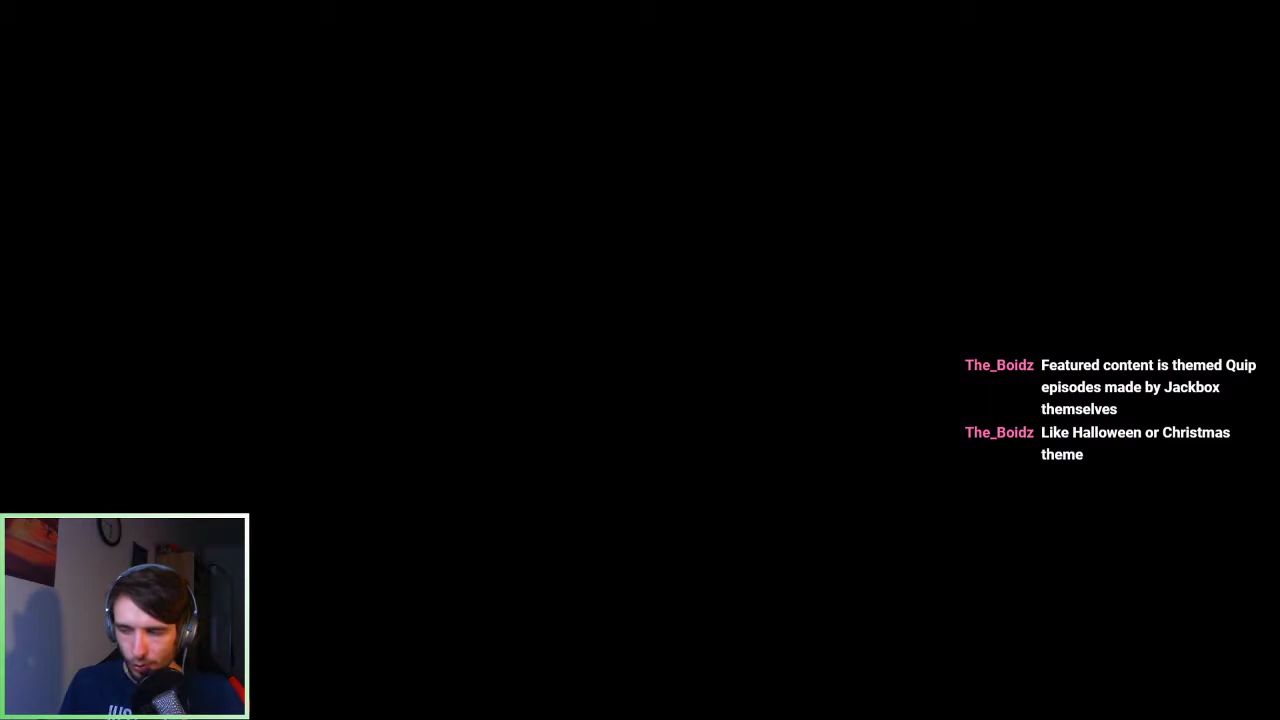 The_Boidz Featured content is themed Quip
episodes made by Jackbox
themselves
The_Boidz Like Halloween or Christmas
theme